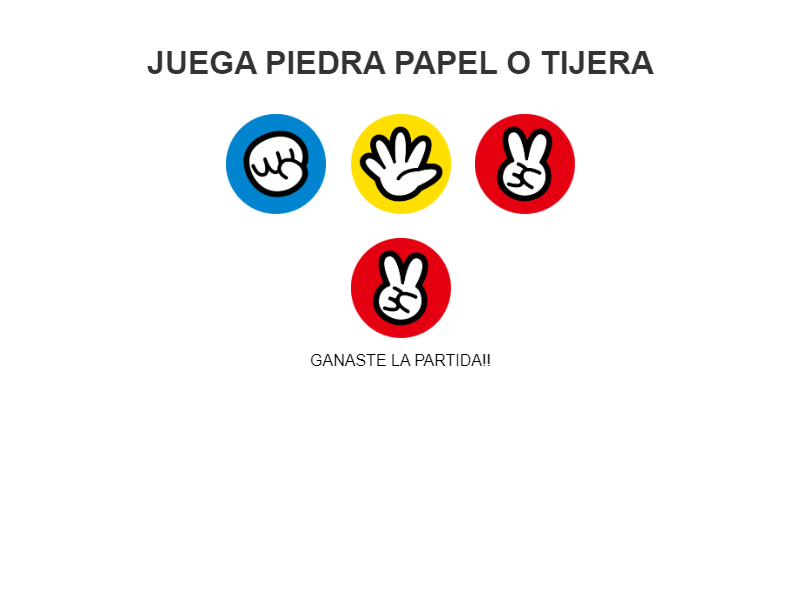 JUEGA PIEDRA PAPEL O TIJERA
GANASTE LA PARTIDA!!